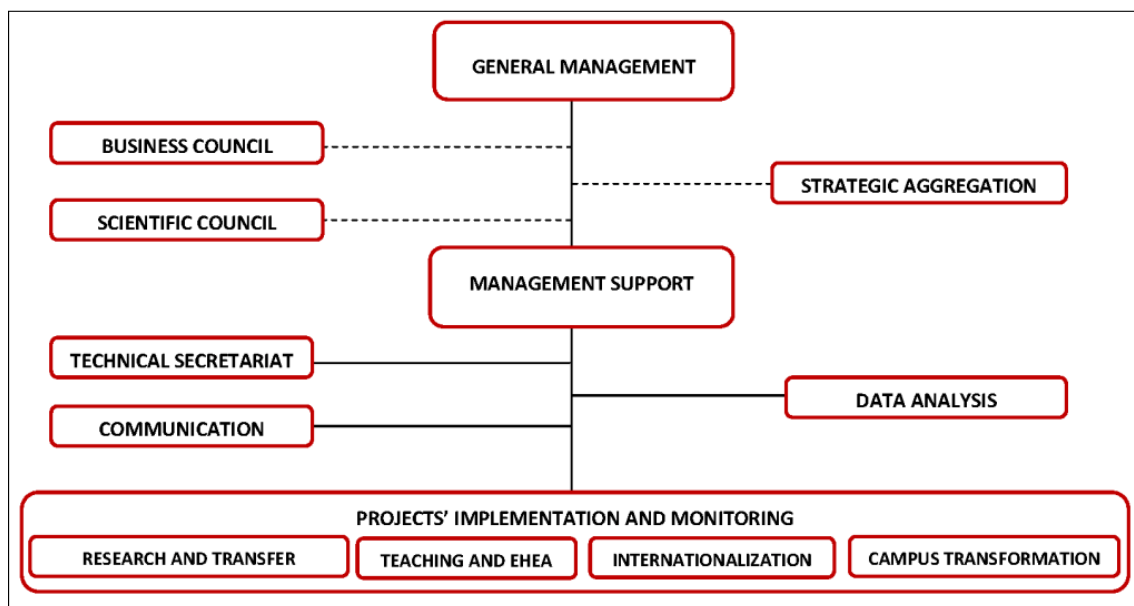 GENERAL MANAGEMENT
BUSINESS COUNCIL
STRATEGIC AGGREGATION
SCIENTIFIC COUNCIL
MANAGEMENT SUPPORT
TECHNICAL SECRETARIAT
DATA ANALYSIS
COMMUNICATION
PROJECTS’ IMPLEMENTATION AND MONITORING
RESEARCH AND TRANSFER
TEACHING AND EHEA
INTERNATIONALIZATION
CAMPUS TRANSFORMATION